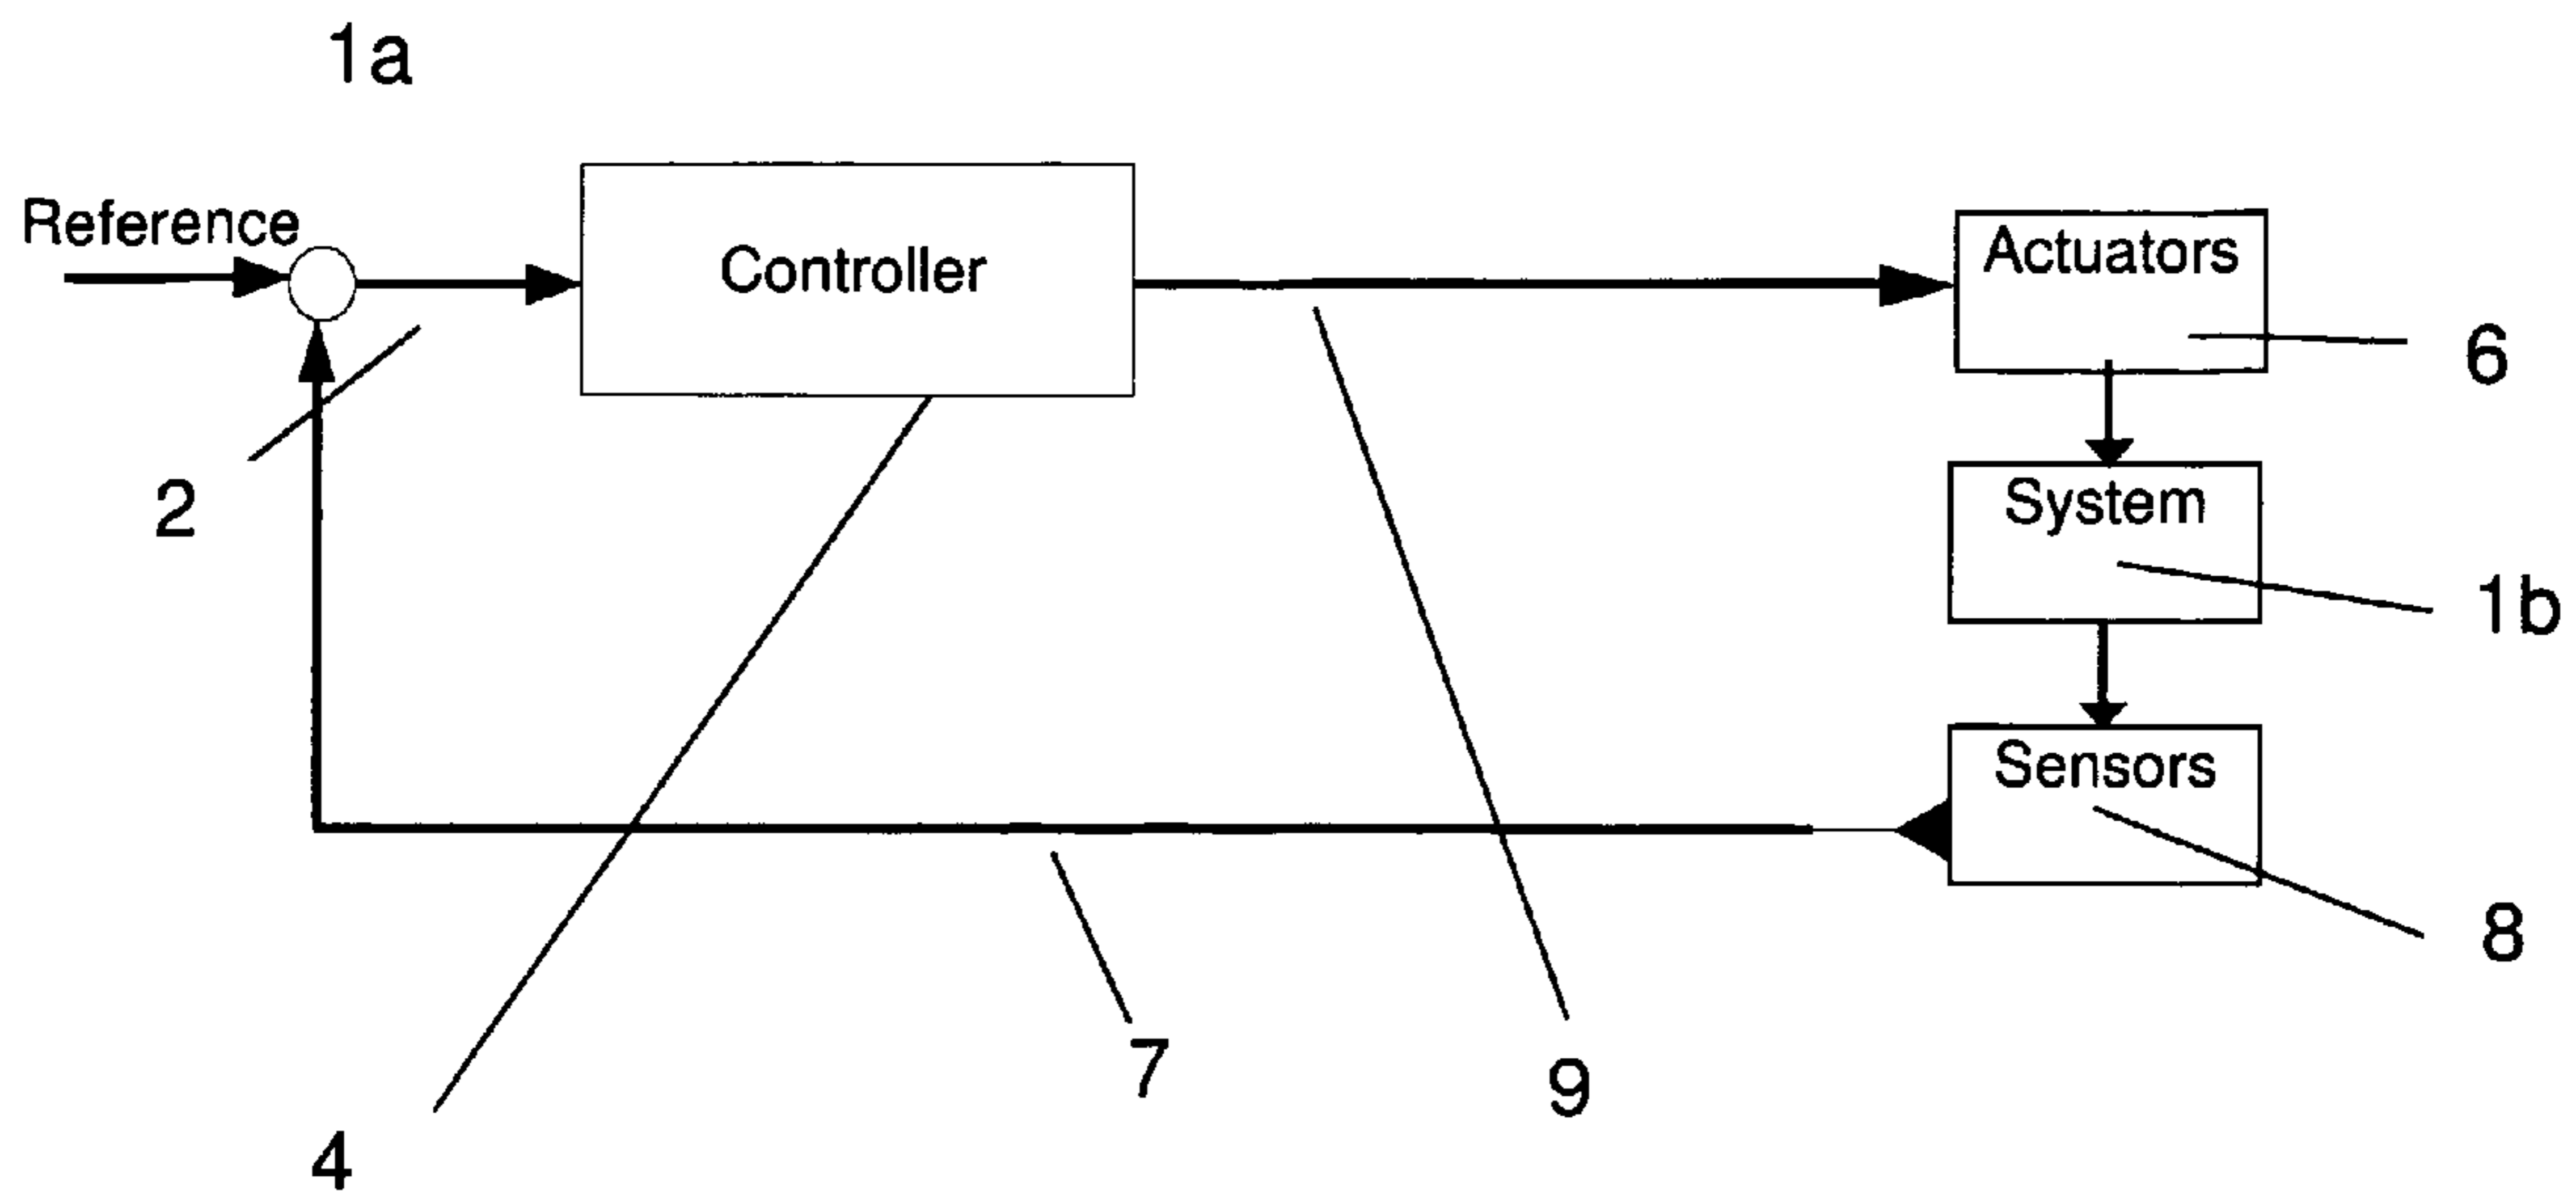 1a
Reference
Controller
Actuators
6
2
System
1b
Sensors
8
7
9
4